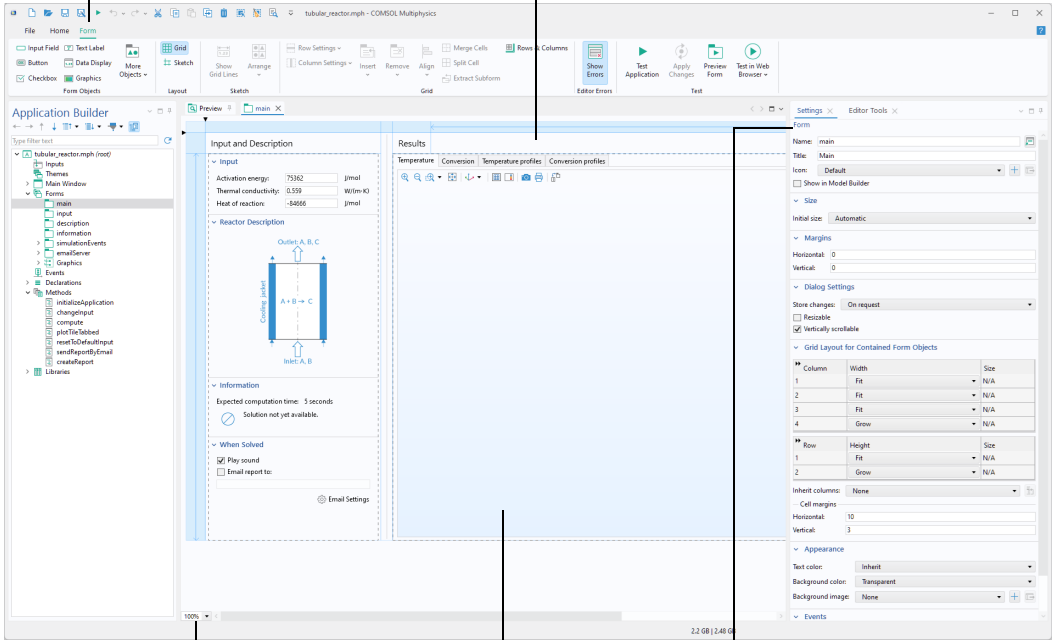 tubular_reactor.mph - COMSOL Multiphysics
File Home Form
Input Field Text Label
Button Data Display
Checkbox Graphics
More Objects
Form Objects
Grid
Sketch
Layout
Show Grid Lines
Arrange
Sketch
Row Settings
Column Settings
Insert
Remove
Align
Merge Cells
Split Cell
Extract Subform
Rows & Columns
Grid
Show Errors
Editor Errors
Test Application
Apply Changes
Preview Form
Test in Web Browser
Test
Application Builder
Type filter text
tubular_reactor.mph (root)
Inputs
Themes
Main Window
Forms
main
input
description
information
simulationEvents
emailServer
Graphics
Events
Declarations
Methods
initializeApplication
changeInput
compute
plotTileTabbed
resetToDefaultInput
sendReportByEmail
createReport
Libraries
Preview main
Input and Description
Input
Activation energy: 75362 J/mol
Thermal conductivity: 0.559 W/(m·K)
Heat of reaction: -84666 J/mol
Reactor Description
Outlet: A, B, C
Cooling jacket
A + B → C
Inlet: A, B
Information
Expected computation time: 5 seconds
Solution not yet available.
When Solved
Play sound
Email report to:
Email Settings
Results
Temperature Conversion Temperature profiles Conversion profiles
100%
2.2 GB | 2.48 GB
Settings Editor Tools
Form
Name: main
Title: Main
Icon: Default
Show in Model Builder
Size
Initial size: Automatic
Margins
Horizontal: 0
Vertical: 0
Dialog Settings
Store changes: On request
Resizable
Vertically scrollable
Grid Layout for Contained Form Objects
Column Width Size
1 Fit N/A
2 Fit N/A
3 Fit N/A
4 Grow N/A
Row Height Size
1 Fit N/A
2 Grow N/A
Inherit columns: None
Cell margins
Horizontal: 10
Vertical: 3
Appearance
Text color: Inherit
Background color: Transparent
Background image: None
Events